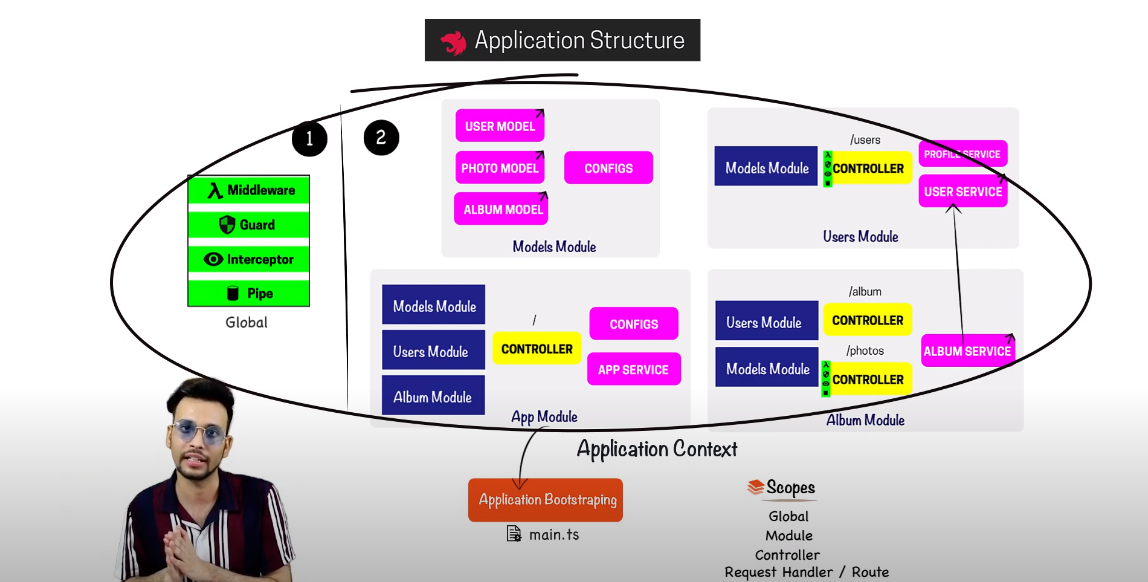 Application Structure
1
2
Middleware
Guard
Interceptor
Pipe
Global
USER MODEL
PHOTO MODEL
ALBUM MODEL
CONFIGS
Models Module
/users
Models Module
CONTROLLER
PROFILE SERVICE
USER SERVICE
Users Module
Models Module
Users Module
Album Module
/
CONTROLLER
CONFIGS
APP SERVICE
App Module
/album
Users Module
CONTROLLER
/photos
Models Module
CONTROLLER
ALBUM SERVICE
Album Module
Application Context
Application Bootstraping
main.ts
Scopes
Global
Module
Controller
Request Handler / Route